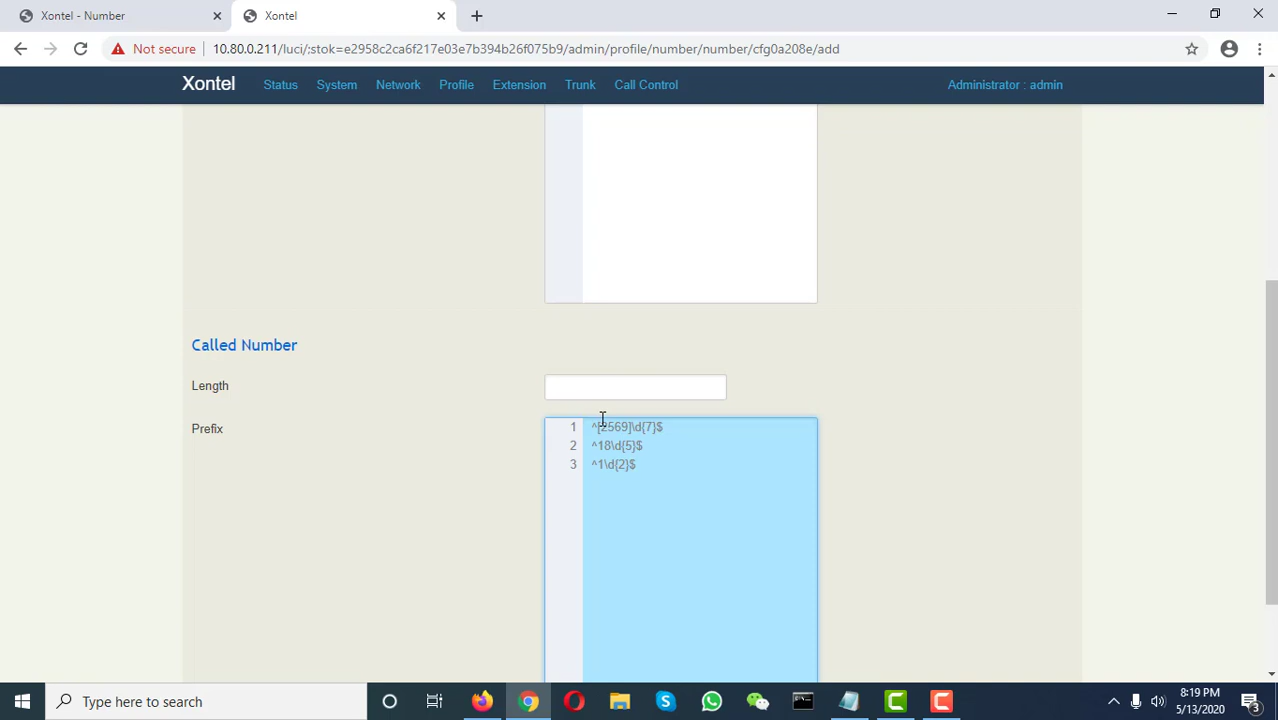 Xontel - Number
Xontel
Not secure
10.80.0.211/luci/;stok=e2958c2ca6f217e03e7b394b26f075b9/admin/profile/number/number/cfg0a208e/add
Xontel Status System Network Profile Extension Trunk Call Control Administrator : admin
Called Number
Length
Prefix
1 ^[2569]\d{7}$
2 ^18\d{5}$
3 ^1\d{2}$
Type here to search
8:19 PM
5/13/2020
3